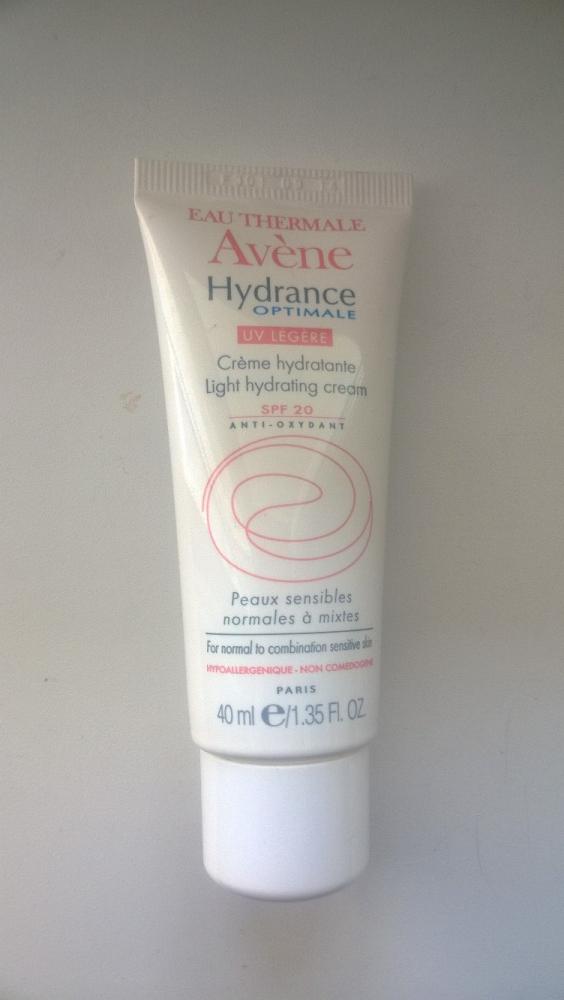 EAU THERMALE
Avène
Hydrance
OPTIMALE
UV LÉGÈRE
Crème hydratante
Light hydrating cream
SPF 20
ANTI-OXYDANT
Peaux sensibles
normales à mixtes
For normal to combination sensitive skin
HYPOALLERGENIQUE - NON COMEDOGENE
PARIS
40 ml e/1.35 Fl. OZ.